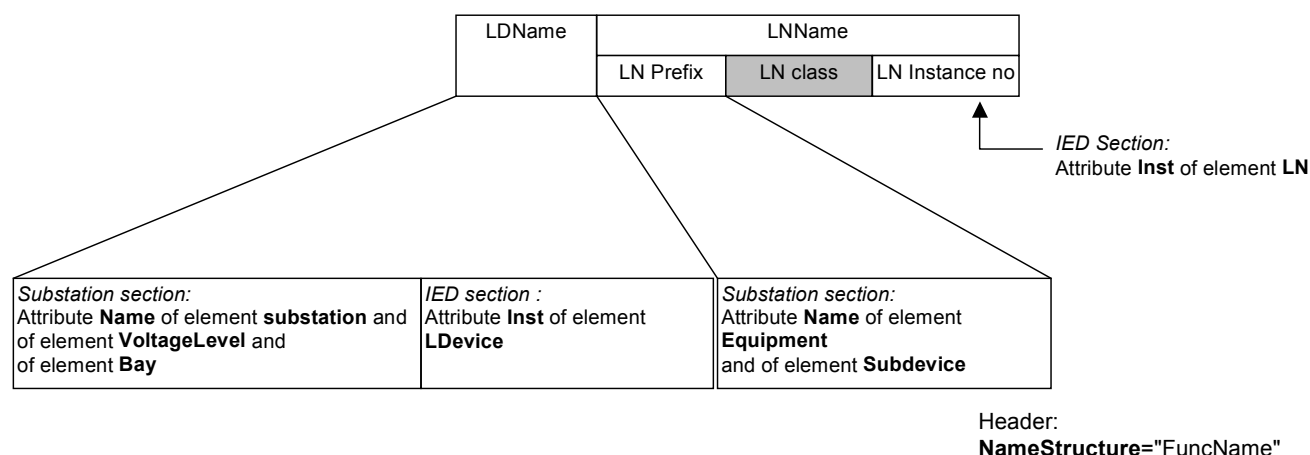 LDName
LNName
LN Prefix
LN class
LN Instance no
IED Section:
Attribute Inst of element LN
Substation section:
Attribute Name of element substation and
of element VoltageLevel and
of element Bay
IED section :
Attribute Inst of element
LDevice
Substation section:
Attribute Name of element
Equipment
and of element Subdevice
Header:
NameStructure="FuncName"